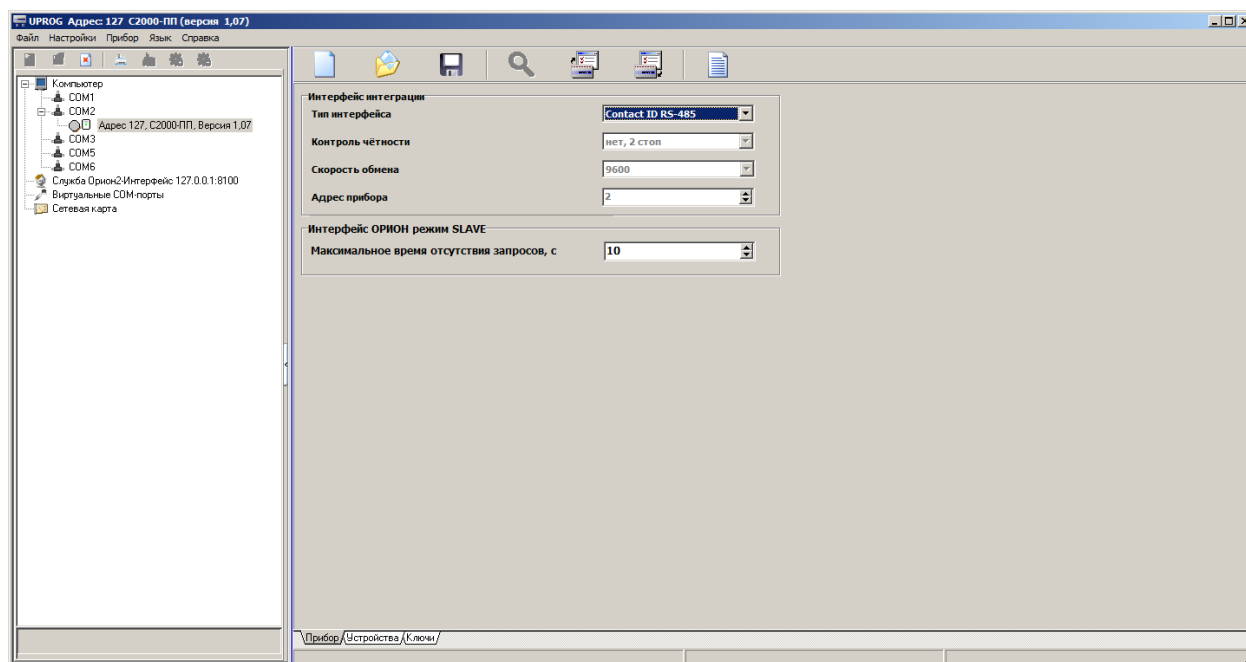 UPROG Адрес: 127 С2000-ПП (версия 1,07)
Файл Настройки Прибор Язык Справка
Компьютер
COM1
COM2
Адрес 127, С2000-ПП, Версия 1,07
COM3
COM5
COM6
Служба Орион2-Интерфейс 127.0.0.1:8100
Виртуальные COM-порты
Сетевая карта
Интерфейс интеграции
Тип интерфейса Contact ID RS-485
Контроль чётности нет, 2 стоп
Скорость обмена 9600
Адрес прибора 2
Интерфейс ОРИОН режим SLAVE
Максимальное время отсутствия запросов, с 10
Прибор Устройства Ключи